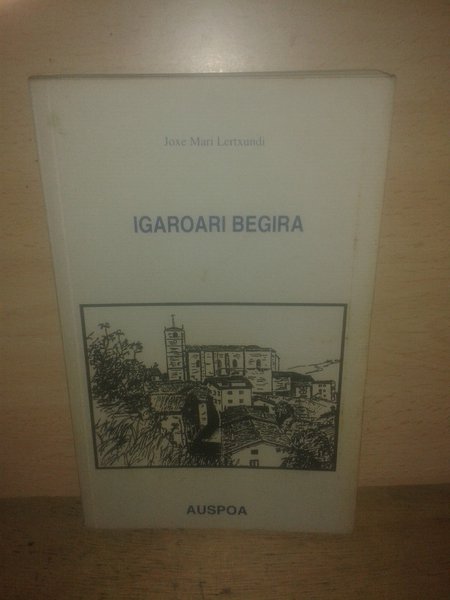 Joxe Mari Lertxundi
IGAROARI BEGIRA
AUSPOA